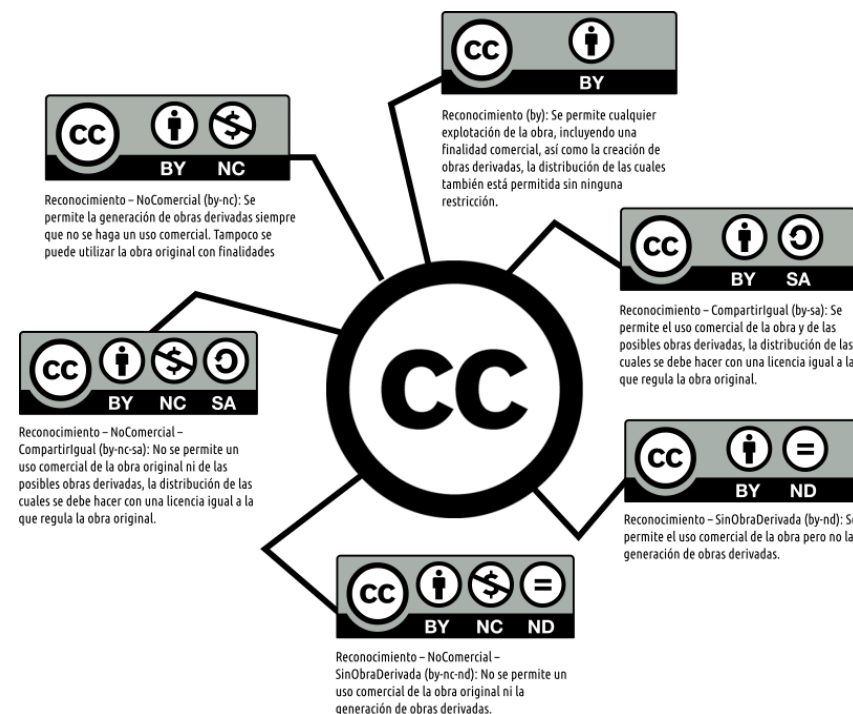 CC
BY
Reconocimiento (by): Se permite cualquier
explotación de la obra, incluyendo una
finalidad comercial, así como la creación de
obras derivadas, la distribución de las cuales
también está permitida sin ninguna
restricción.
CC
BY NC
Reconocimiento – NoComercial (by-nc): Se
permite la generación de obras derivadas siempre
que no se haga un uso comercial. Tampoco se
puede utilizar la obra original con finalidades
CC
BY SA
Reconocimiento – CompartirIgual (by-sa): Se
permite el uso comercial de la obra y de las
posibles obras derivadas, la distribución de las
cuales se debe hacer con una licencia igual a la
que regula la obra original.
CC
CC
BY NC SA
Reconocimiento – NoComercial –
CompartirIgual (by-nc-sa): No se permite un
uso comercial de la obra original ni de las
posibles obras derivadas, la distribución de las
cuales se debe hacer con una licencia igual a la
que regula la obra original.
CC
BY ND
Reconocimiento – SinObraDerivada (by-nd): Se
permite el uso comercial de la obra pero no la
generación de obras derivadas.
CC
BY NC ND
Reconocimiento – NoComercial –
SinObraDerivada (by-nc-nd): No se permite un
uso comercial de la obra original ni la
generación de obras derivadas.